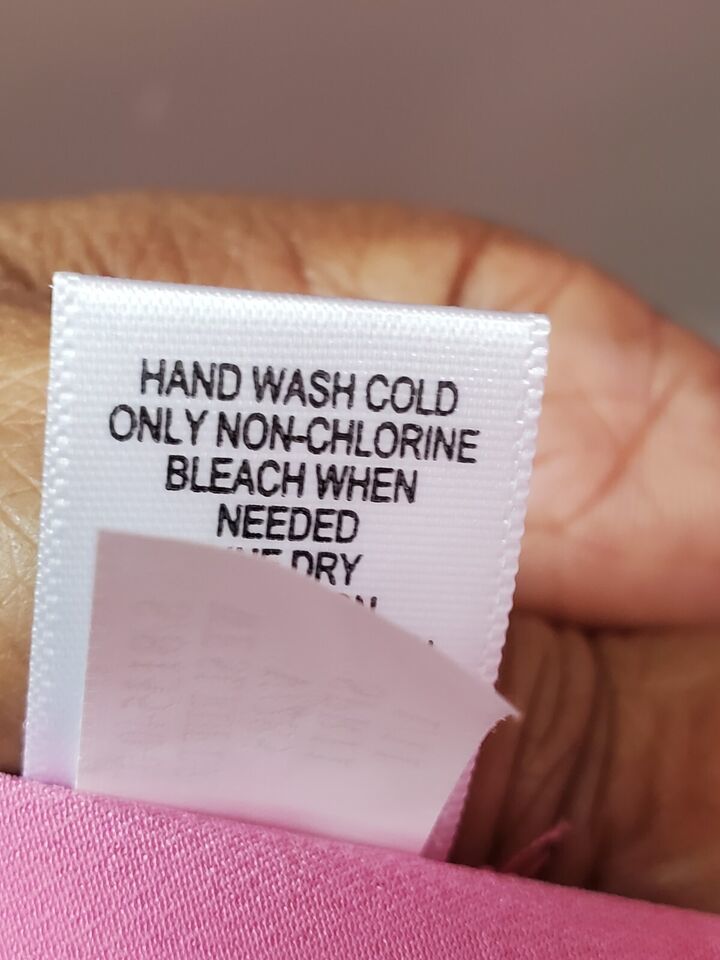 HAND WASH COLD
ONLY NON-CHLORINE
BLEACH WHEN
NEEDED
DRY